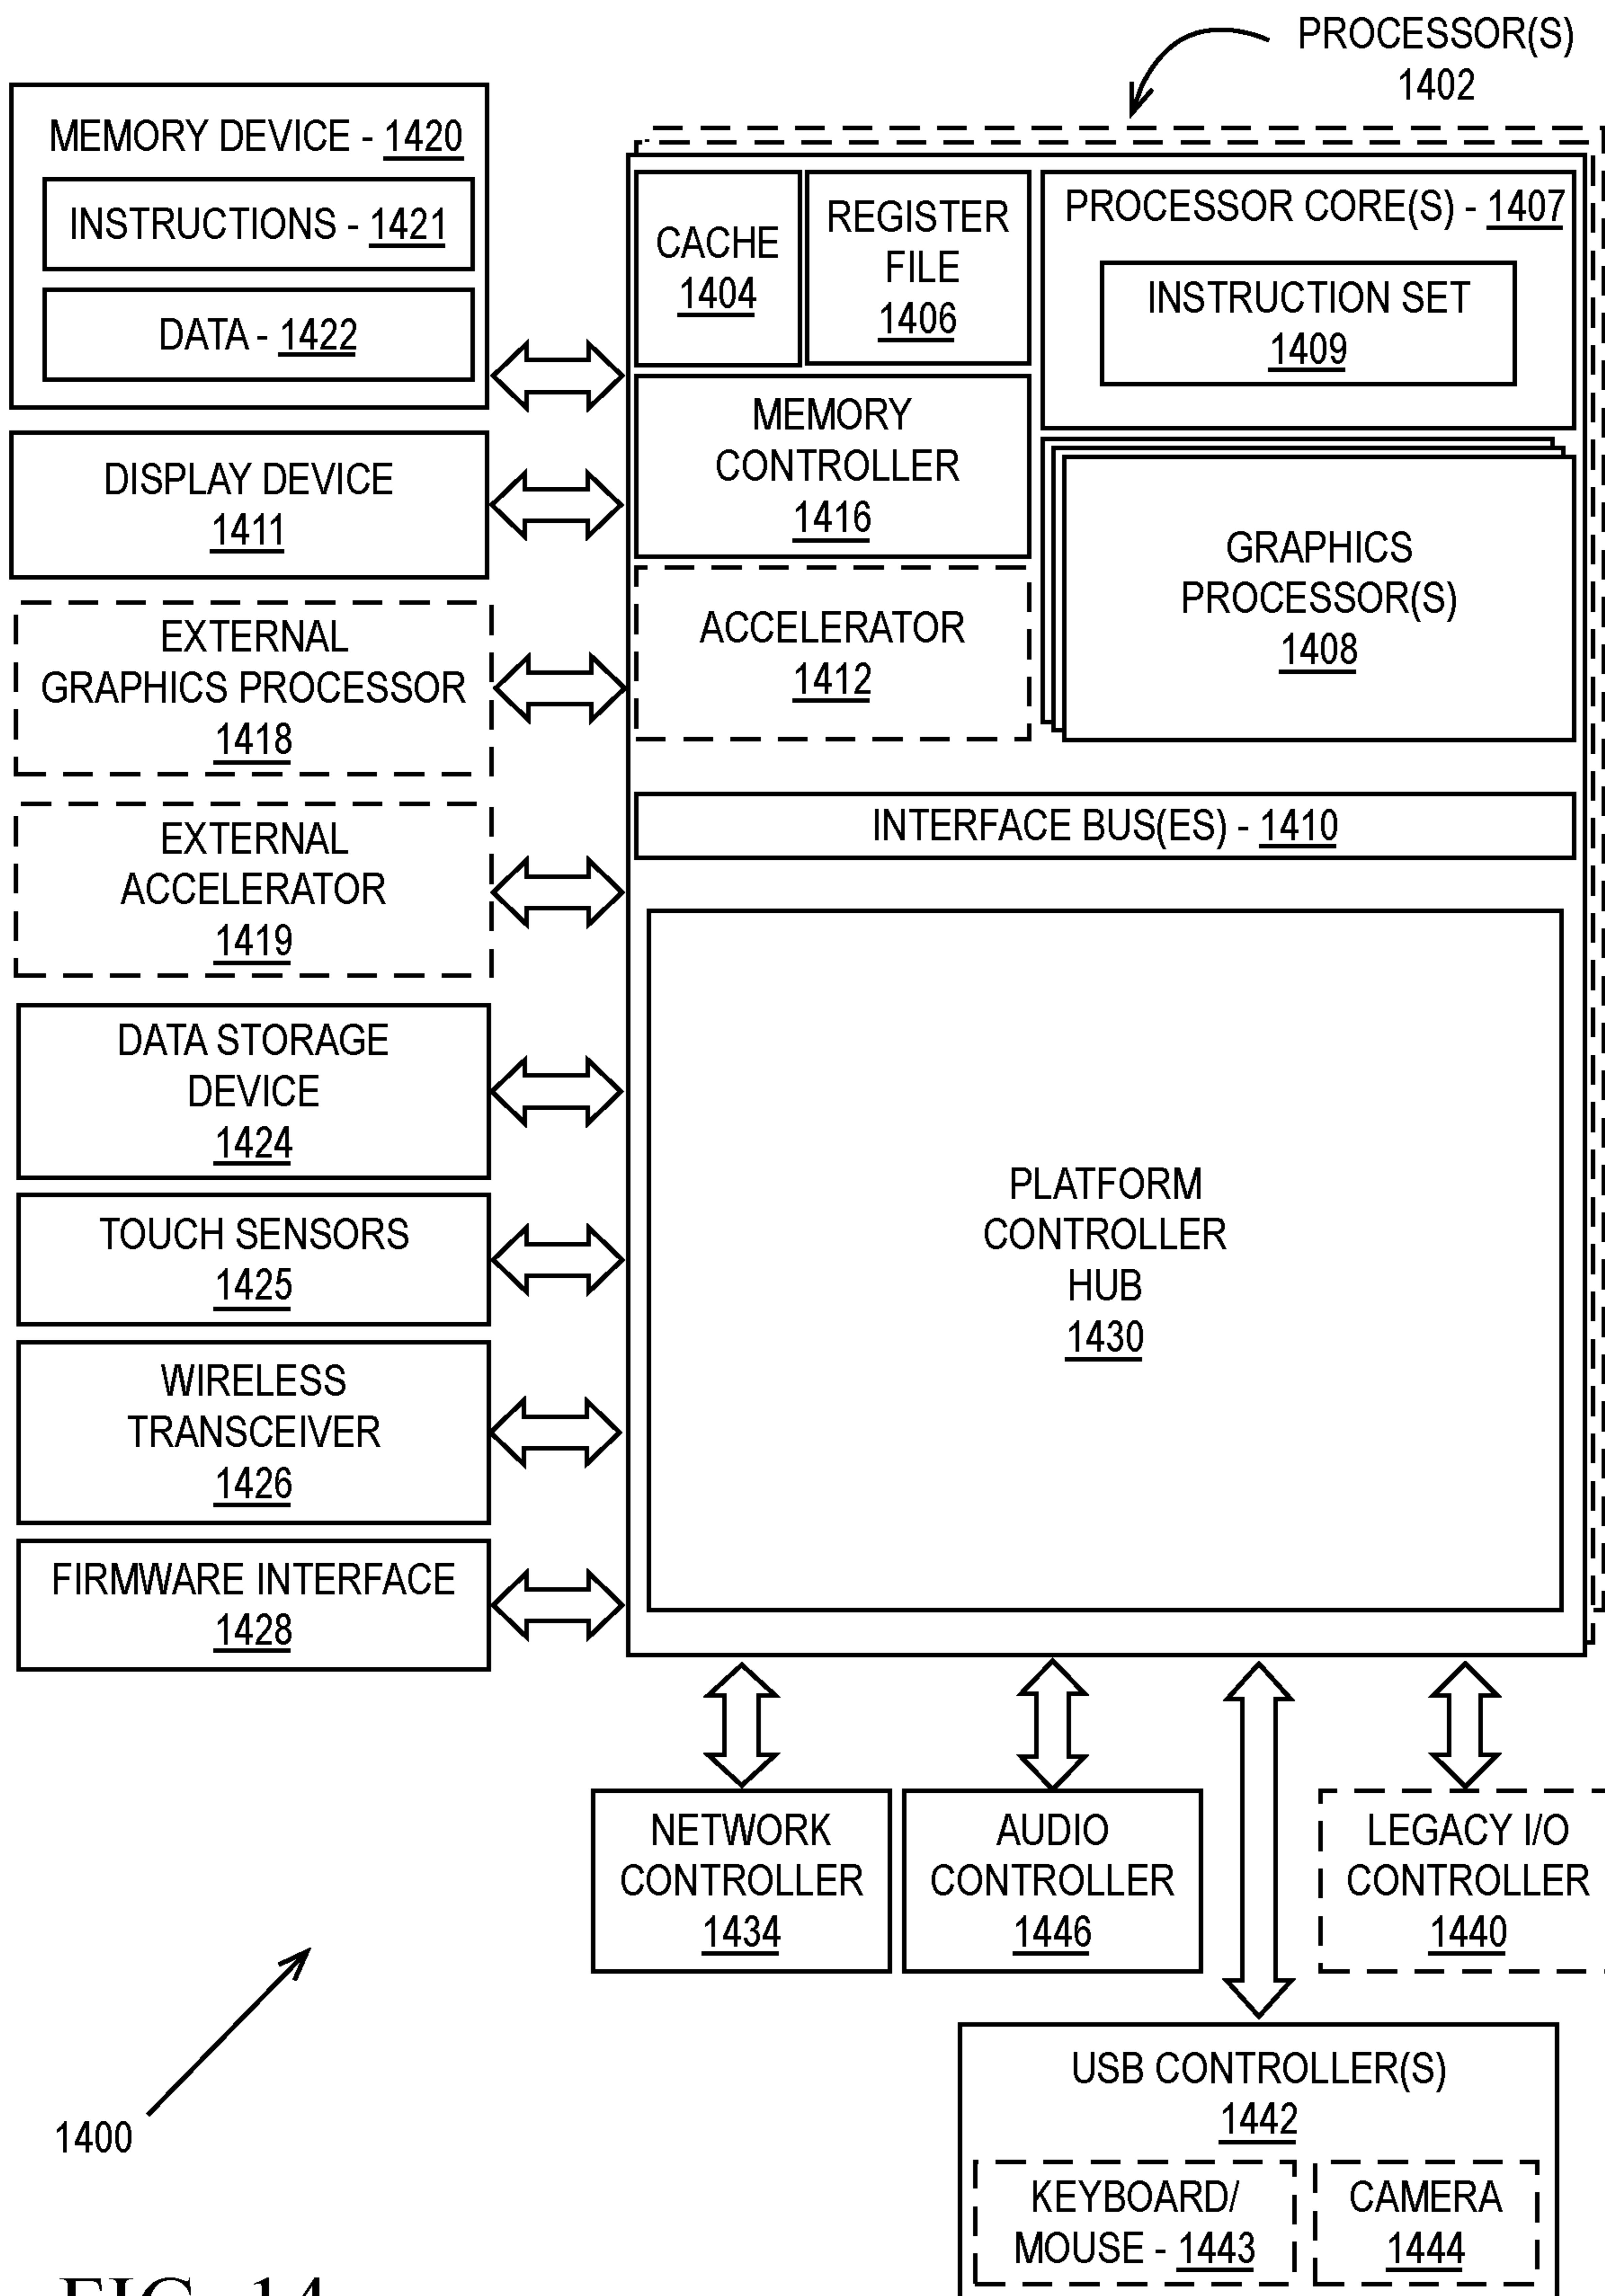 PROCESSOR(S)
1402
MEMORY DEVICE - 1420
INSTRUCTIONS - 1421
DATA - 1422
DISPLAY DEVICE
1411
EXTERNAL
GRAPHICS PROCESSOR
1418
EXTERNAL
ACCELERATOR
1419
DATA STORAGE
DEVICE
1424
TOUCH SENSORS
1425
WIRELESS
TRANSCEIVER
1426
FIRMWARE INTERFACE
1428
CACHE
1404
REGISTER
FILE
1406
PROCESSOR CORE(S) - 1407
INSTRUCTION SET
1409
MEMORY
CONTROLLER
1416
GRAPHICS
PROCESSOR(S)
1408
ACCELERATOR
1412
INTERFACE BUS(ES) - 1410
PLATFORM
CONTROLLER
HUB
1430
NETWORK
CONTROLLER
1434
AUDIO
CONTROLLER
1446
LEGACY I/O
CONTROLLER
1440
USB CONTROLLER(S)
1442
KEYBOARD/
MOUSE - 1443
CAMERA
1444
1400
FIG. 14